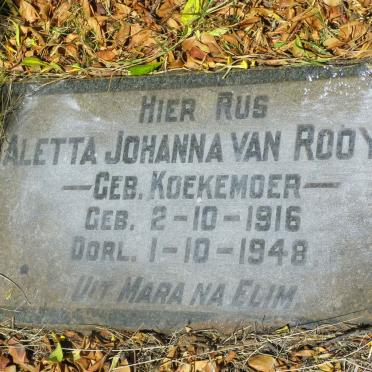 Hier Rus
Aletta Johanna van Rooy
— Geb. Koekemoer —
Geb. 2-10-1916
Oorl. 1-10-1948
Uit Mara na Elim.